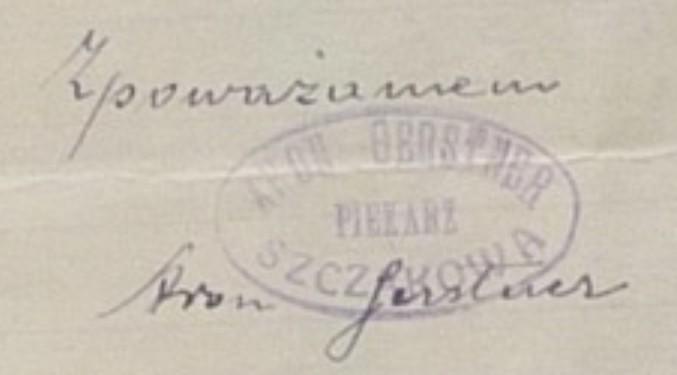 Z poważaniem
ARON GERSTNER
PIEKARZ
SZCZAKOWA
Aron Gerstner